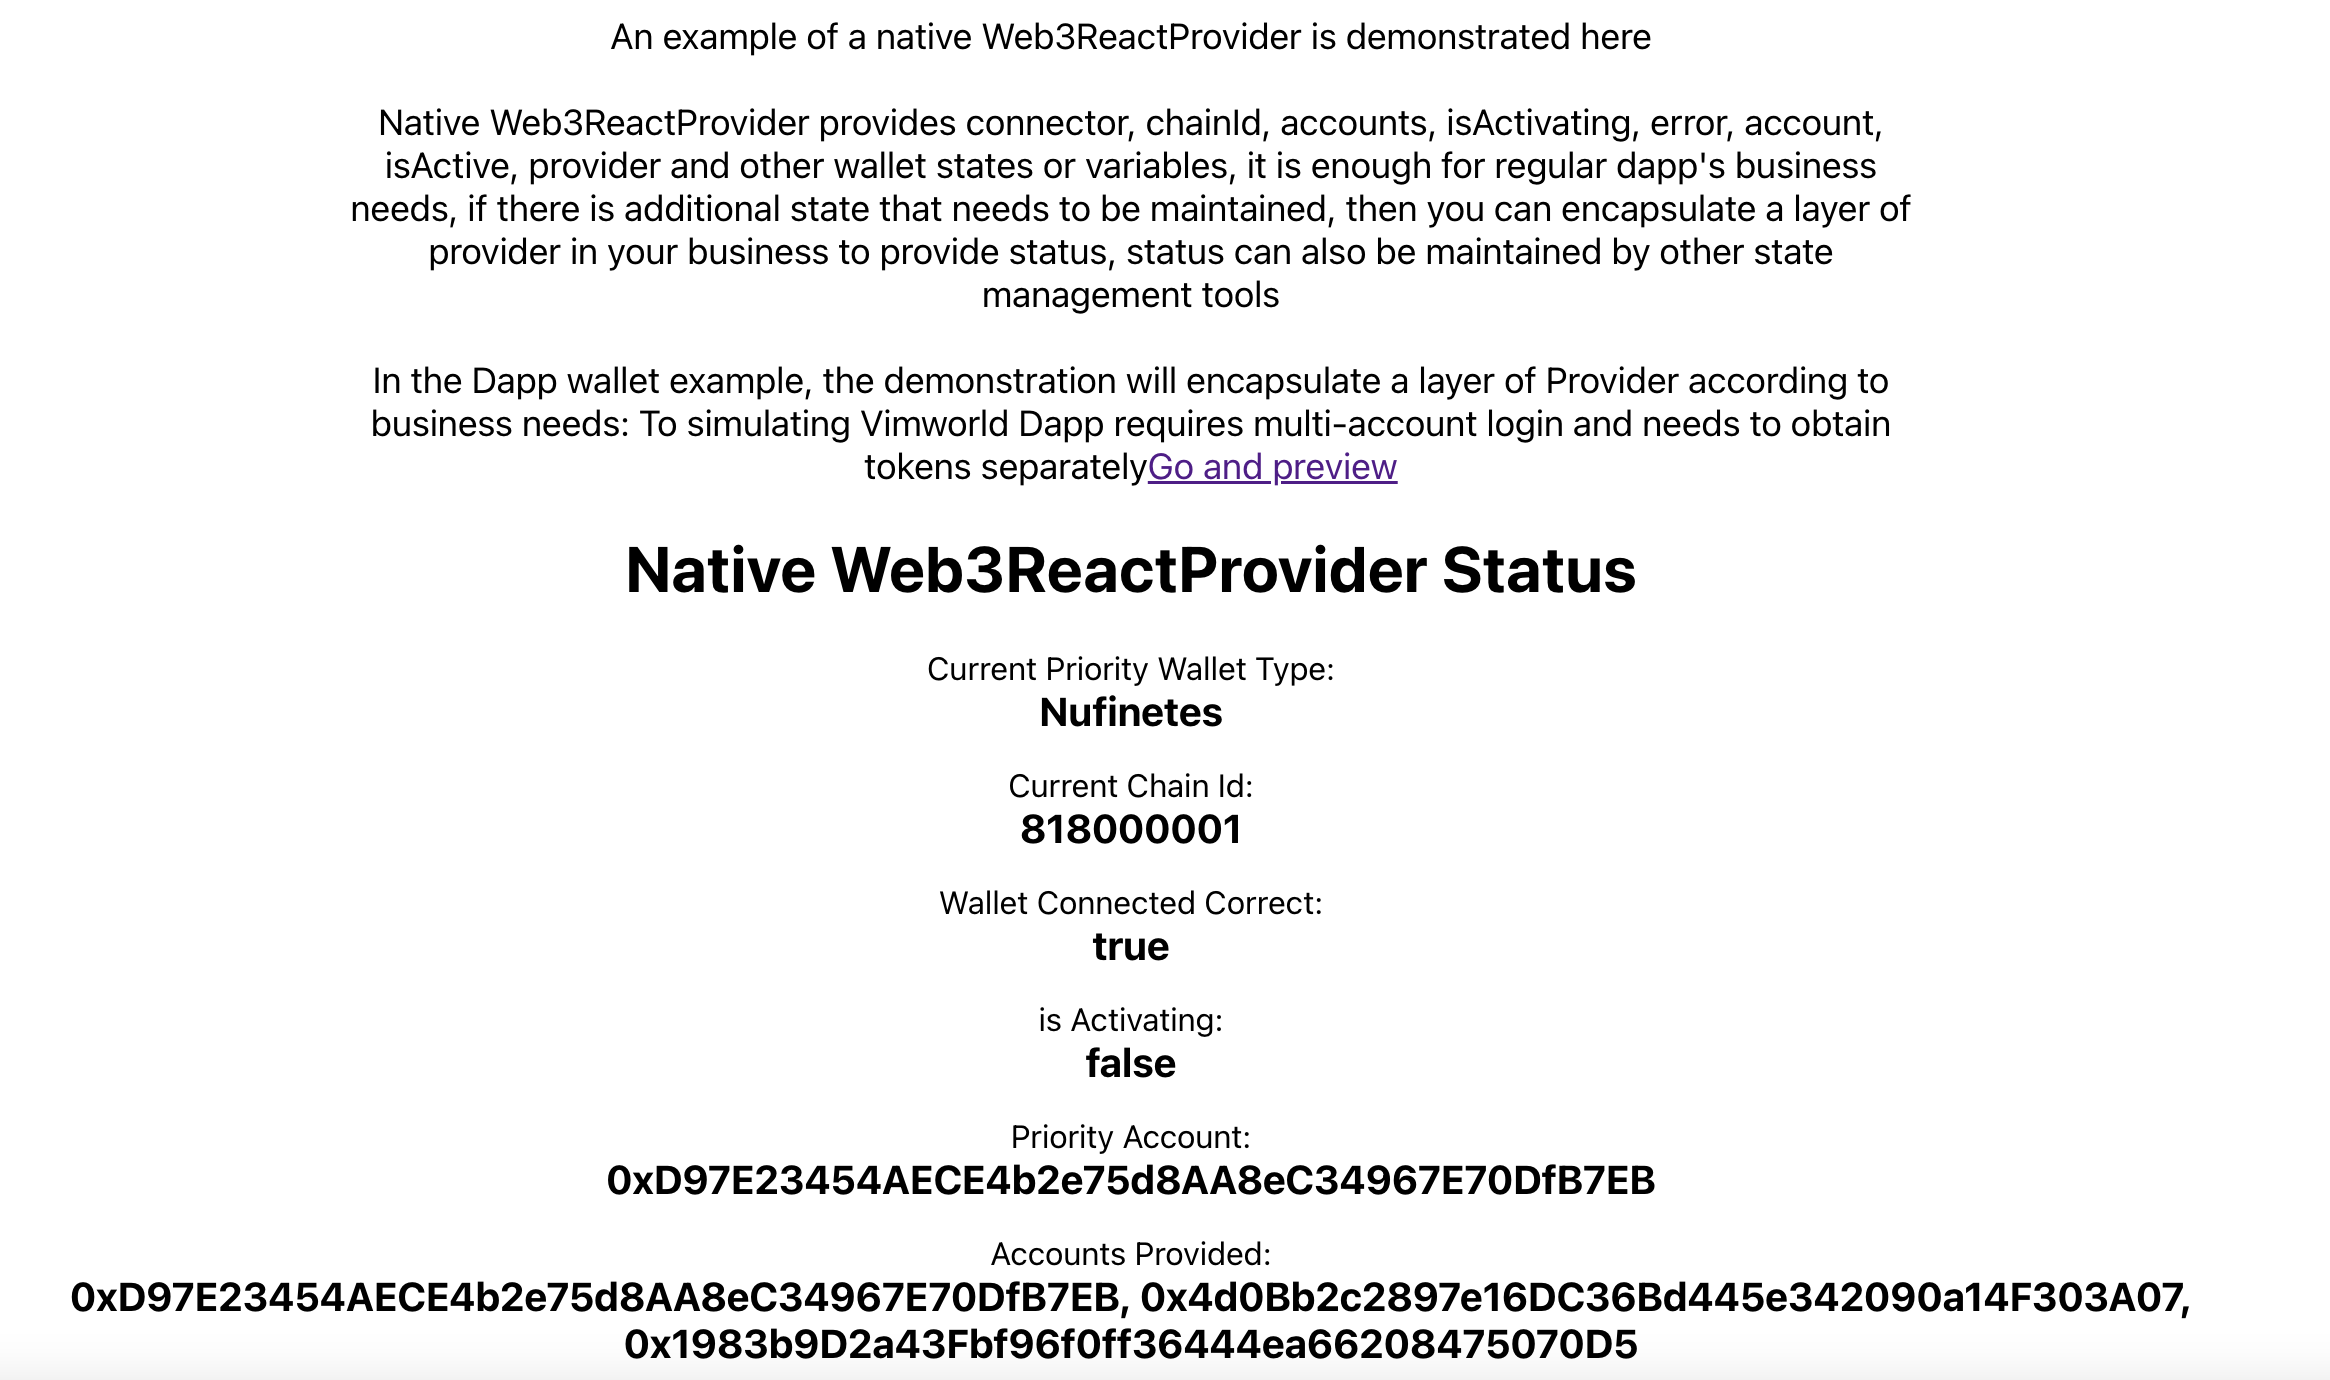 An example of a native Web3ReactProvider is demonstrated here
Native Web3ReactProvider provides connector, chainId, accounts, isActivating, error, account,
isActive, provider and other wallet states or variables, it is enough for regular dapp's business
needs, if there is additional state that needs to be maintained, then you can encapsulate a layer of
provider in your business to provide status, status can also be maintained by other state
management tools
In the Dapp wallet example, the demonstration will encapsulate a layer of Provider according to
business needs: To simulating Vimworld Dapp requires multi-account login and needs to obtain
tokens separatelyGo and preview
Native Web3ReactProvider Status
Current Priority Wallet Type:
Nufinetes
Current Chain Id:
818000001
Wallet Connected Correct:
true
is Activating:
false
Priority Account:
0xD97E23454AECE4b2e75d8AA8eC34967E70DfB7EB
Accounts Provided:
0xD97E23454AECE4b2e75d8AA8eC34967E70DfB7EB, 0x4d0Bb2c2897e16DC36Bd445e342090a14F303A07,
0x1983b9D2a43Fbf96f0ff36444ea66208475070D5